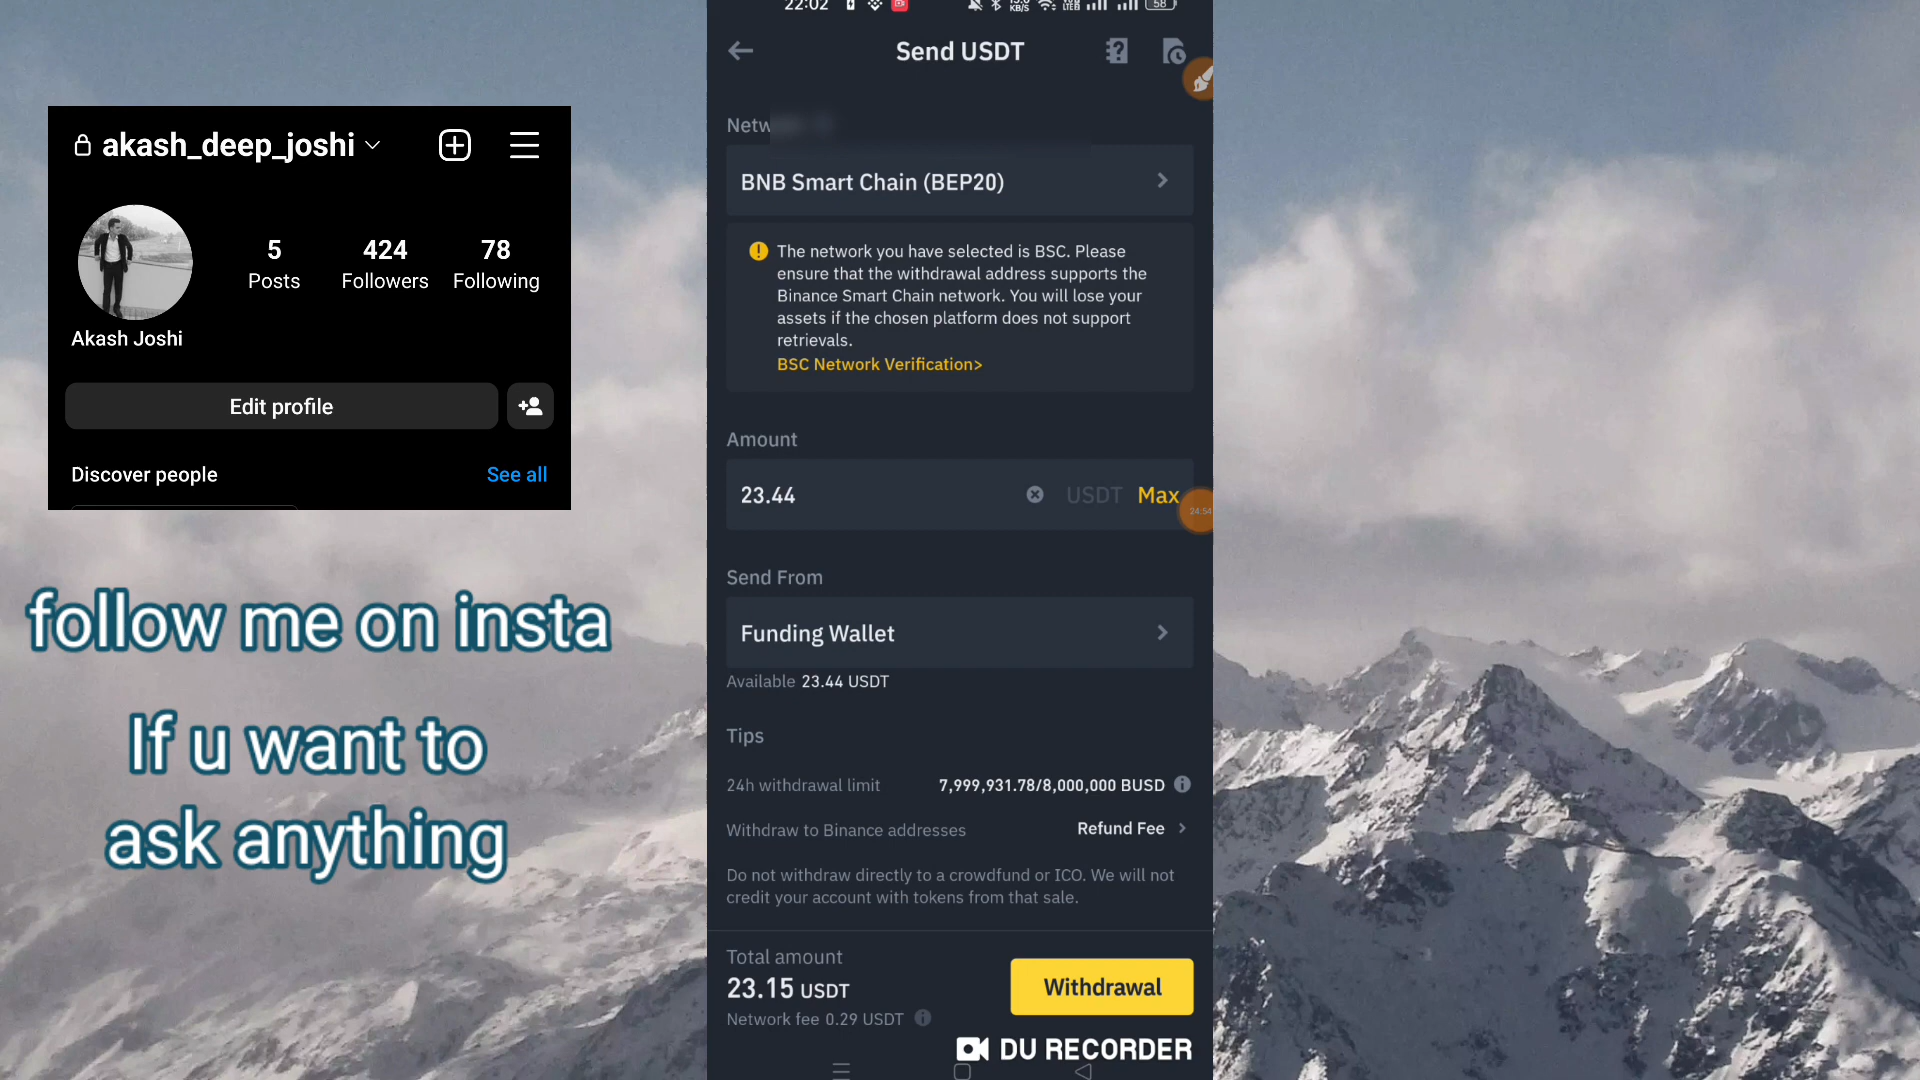 akash_deep_joshi
5
424
78
Posts
Followers
Following
Akash Joshi
Edit profile
Discover people
See all
follow me on insta
If u want to
ask anything
22:02
KB/S
58
Send USDT
Netw
BNB Smart Chain (BEP20)
The network you have selected is BSC. Please
ensure that the withdrawal address supports the
Binance Smart Chain network. You will lose your
assets if the chosen platform does not support
retrievals.
BSC Network Verification>
Amount
23.44
USDT
Max
24:54
Send From
Funding Wallet
Available 23.44 USDT
Tips
24h withdrawal limit
7,999,931.78/8,000,000 BUSD
Withdraw to Binance addresses
Refund Fee
Do not withdraw directly to a crowdfund or ICO. We will not
credit your account with tokens from that sale.
Total amount
23.15 USDT
Withdrawal
Network fee 0.29 USDT
DU RECORDER